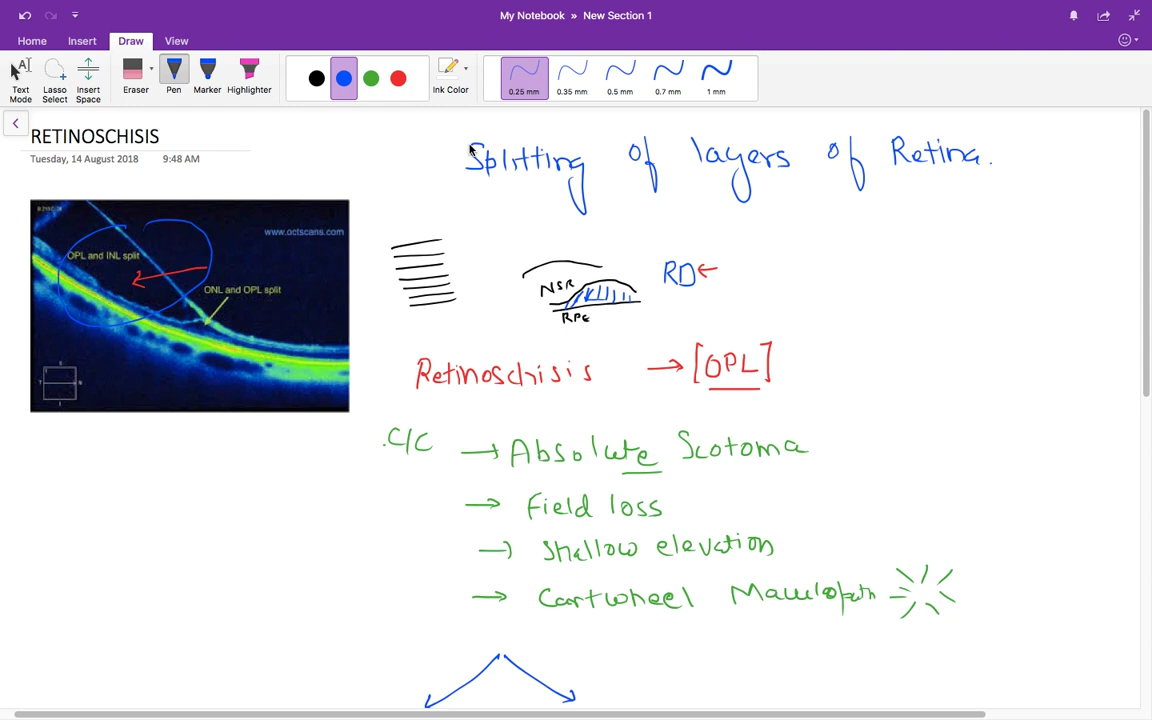 My Notebook » New Section 1
Home Insert Draw View
Text Mode
Lasso Select
Insert Space
Eraser
Pen
Marker
Highlighter
Ink Color
0.25 mm
0.35 mm
0.5 mm
0.7 mm
1 mm
RETINOSCHISIS
Tuesday, 14 August 2018 9:48 AM
Splitting of layers of Retina.
www.octscans.com
OPL and INL split
ONL and OPL split
NSR
RPE
RD ←
Retinoschisis → [OPL]
C/C → Absolute Scotoma
→ Field loss
→ Shallow elevation
→ Cartwheel